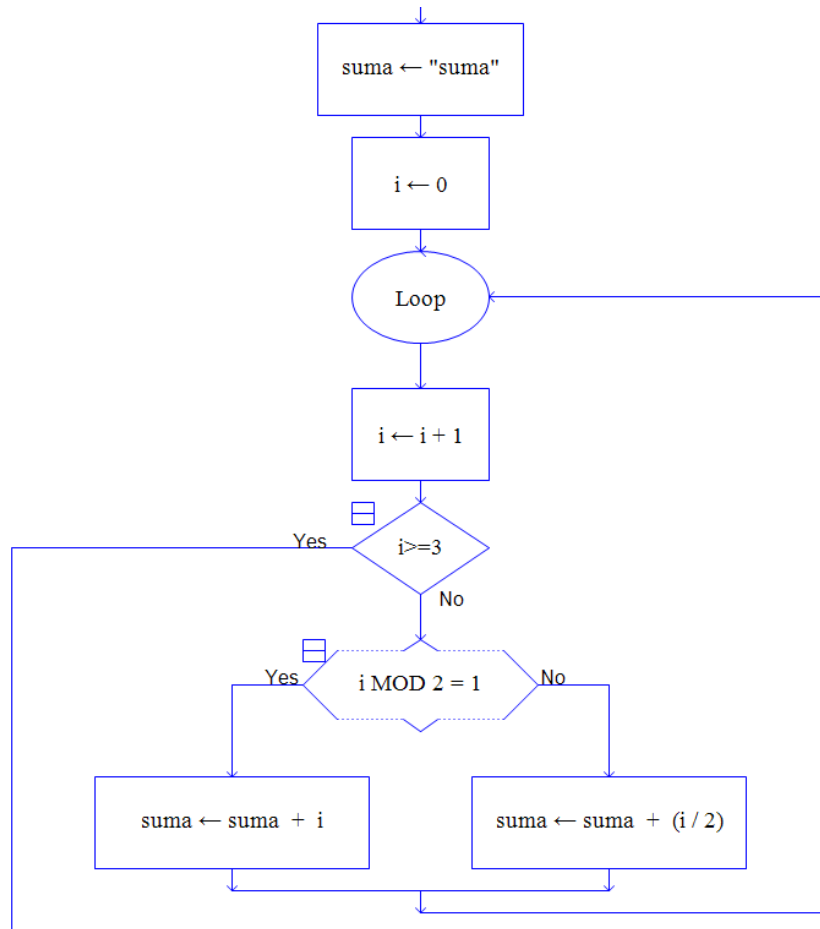 suma ← "suma"
i ← 0
Loop
i ← i + 1
Yes
i>=3
No
Yes
i MOD 2 = 1
No
suma ← suma + i
suma ← suma + (i / 2)